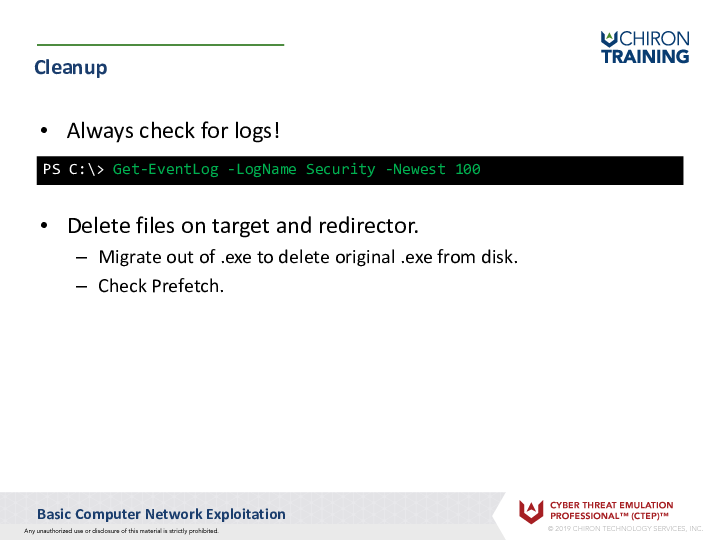 CHIRON
TRAINING
Cleanup
• Always check for logs!
PS C:\> Get-EventLog -LogName Security -Newest 100
• Delete files on target and redirector.
– Migrate out of .exe to delete original .exe from disk.
– Check Prefetch.
Basic Computer Network Exploitation
Any unauthorized use or disclosure of this material is strictly prohibited.
CYBER THREAT EMULATION
PROFESSIONAL™ (CTEP)™
© 2019 CHIRON TECHNOLOGY SERVICES, INC.